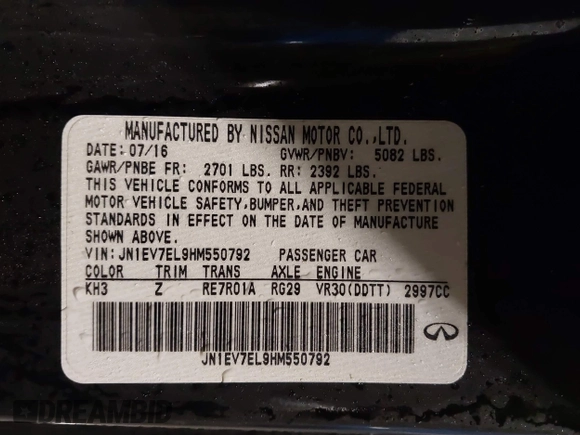 MANUFACTURED BY NISSAN MOTOR CO.,LTD.
DATE: 07/16 GVWR/PNBV: 5082 LBS.
GAWR/PNBE FR: 2701 LBS. RR: 2392 LBS.
THIS VEHICLE CONFORMS TO ALL APPLICABLE FEDERAL
MOTOR VEHICLE SAFETY,BUMPER,AND THEFT PREVENTION
STANDARDS IN EFFECT ON THE DATE OF MANUFACTURE
SHOWN ABOVE.
VIN: JN1EV7EL9HM550792 PASSENGER CAR
COLOR TRIM TRANS AXLE ENGINE
KH3 Z RE7R01A RG29 VR30(DDTT) 2997CC
JN1EV7EL9HM550792
DREAMBID